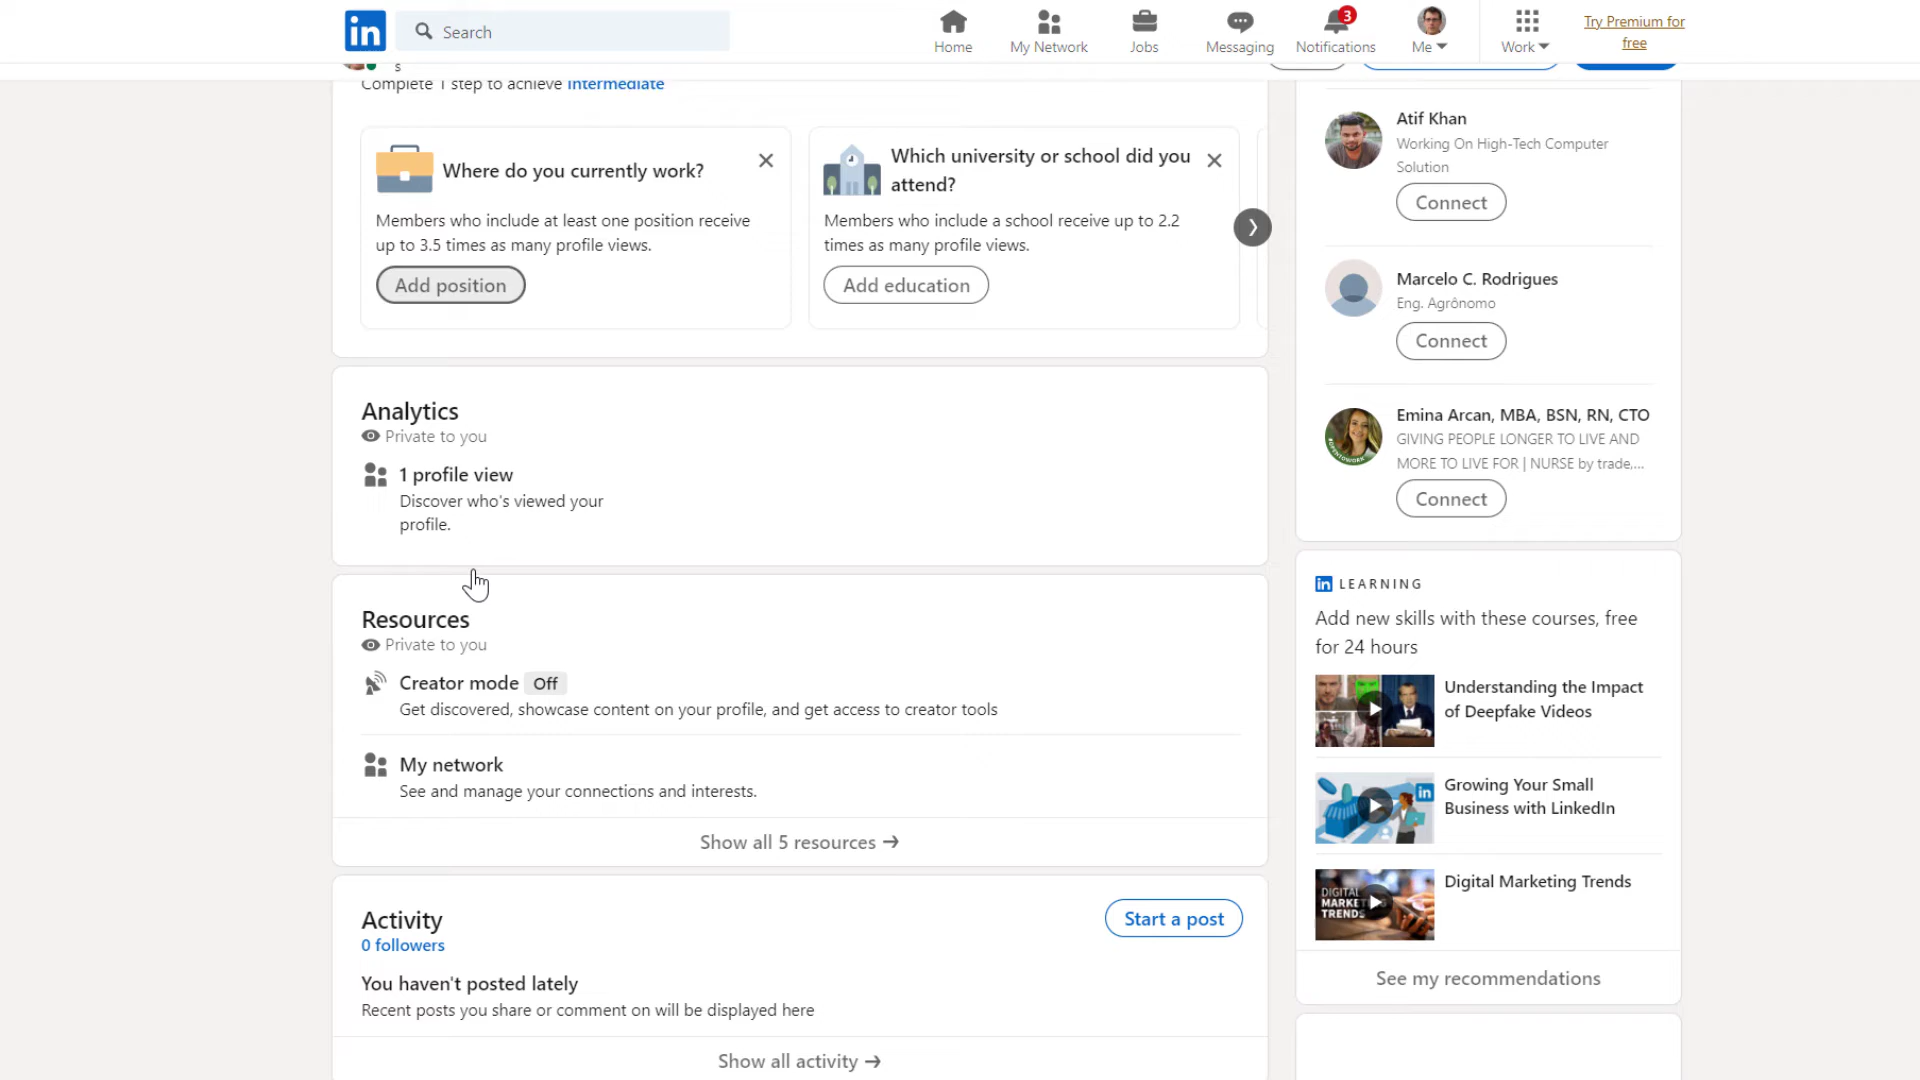 in
Search
Home
My Network
Jobs
Messaging
3
Notifications
Me
Work
Try Premium for
free
s
Complete 1 step to achieve Intermediate
Where do you currently work?
Members who include at least one position receive
up to 3.5 times as many profile views.
Add position
Which university or school did you
attend?
Members who include a school receive up to 2.2
times as many profile views.
Add education
Analytics
Private to you
1 profile view
Discover who's viewed your
profile.
Resources
Private to you
Creator mode Off
Get discovered, showcase content on your profile, and get access to creator tools
My network
See and manage your connections and interests.
Show all 5 resources →
Activity
0 followers
Start a post
You haven't posted lately
Recent posts you share or comment on will be displayed here
Show all activity →
Atif Khan
Working On High-Tech Computer
Solution
Connect
Marcelo C. Rodrigues
Eng. Agrônomo
Connect
Emina Arcan, MBA, BSN, RN, CTO
GIVING PEOPLE LONGER TO LIVE AND
MORE TO LIVE FOR | NURSE by trade,...
Connect
in LEARNING
Add new skills with these courses, free
for 24 hours
Understanding the Impact
of Deepfake Videos
in
Growing Your Small
Business with LinkedIn
DIGITAL
MARKET
TRENDS
Digital Marketing Trends
See my recommendations